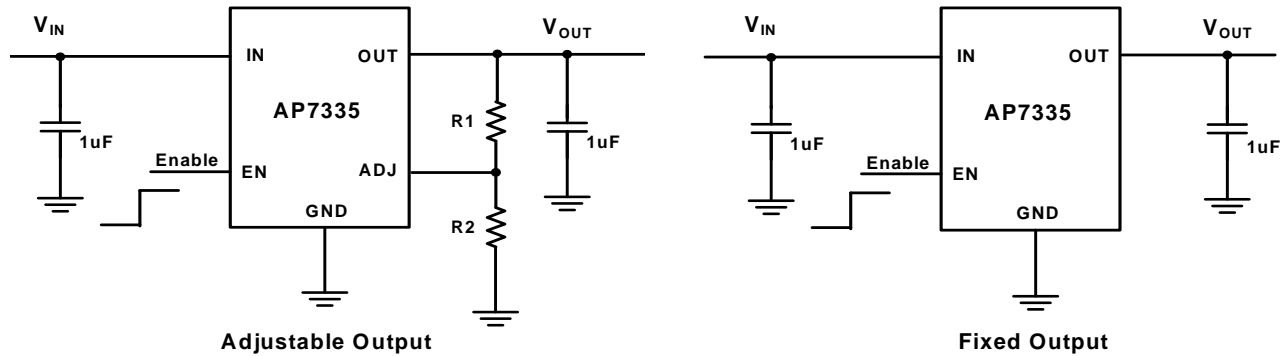 VIN
VOUT
IN
OUT
AP7335
1uF
R1
1uF
Enable
EN
ADJ
GND
R2
Adjustable Output
VIN
VOUT
IN
OUT
AP7335
1uF
1uF
Enable
EN
GND
Fixed Output